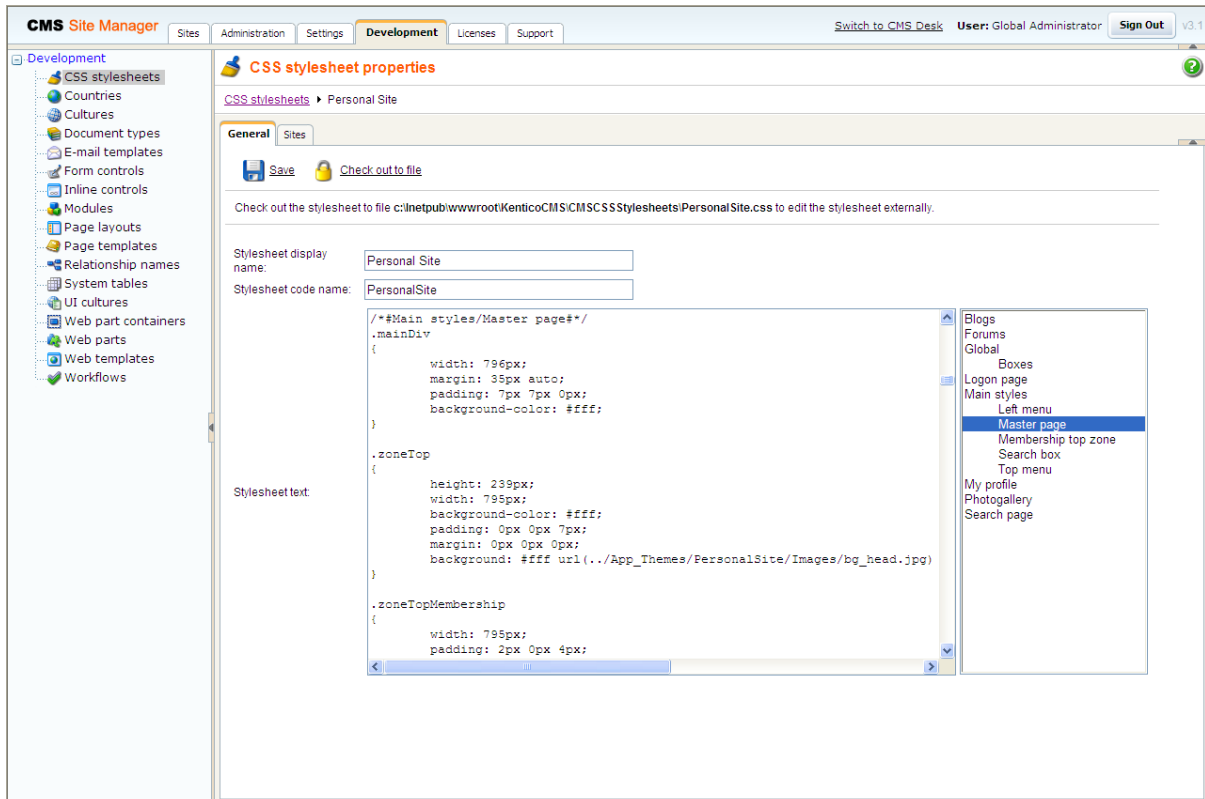 CMS Site Manager Sites Administration Settings Development Licenses Support Switch to CMS Desk User: Global Administrator Sign Out v3.1
Development
CSS stylesheets
Countries
Cultures
Document types
E-mail templates
Form controls
Inline controls
Modules
Page layouts
Page templates
Relationship names
System tables
UI cultures
Web part containers
Web parts
Web templates
Workflows
CSS stylesheet properties
CSS stylesheets Personal Site
General Sites
Save Check out to file
Check out the stylesheet to file c:\Inetpub\wwwroot\KenticoCMS\CMSCSSStylesheets\PersonalSite.css to edit the stylesheet externally.
Stylesheet display
name:
Personal Site
Stylesheet code name: PersonalSite
Stylesheet text:
/*#Main styles/Master page#*/
.mainDiv
{
width: 796px;
margin: 35px auto;
padding: 7px 7px 0px;
background-color: #fff;
}
.zoneTop
{
height: 239px;
width: 795px;
background-color: #fff;
padding: 0px 0px 7px;
margin: 0px 0px 0px;
background: #fff url(../App_Themes/PersonalSite/Images/bg_head.jpg)
}
.zoneTopMembership
{
width: 795px;
padding: 2px 0px 4px;
Blogs
Forums
Global
Boxes
Logon page
Main styles
Left menu
Master page
Membership top zone
Search box
Top menu
My profile
Photogallery
Search page